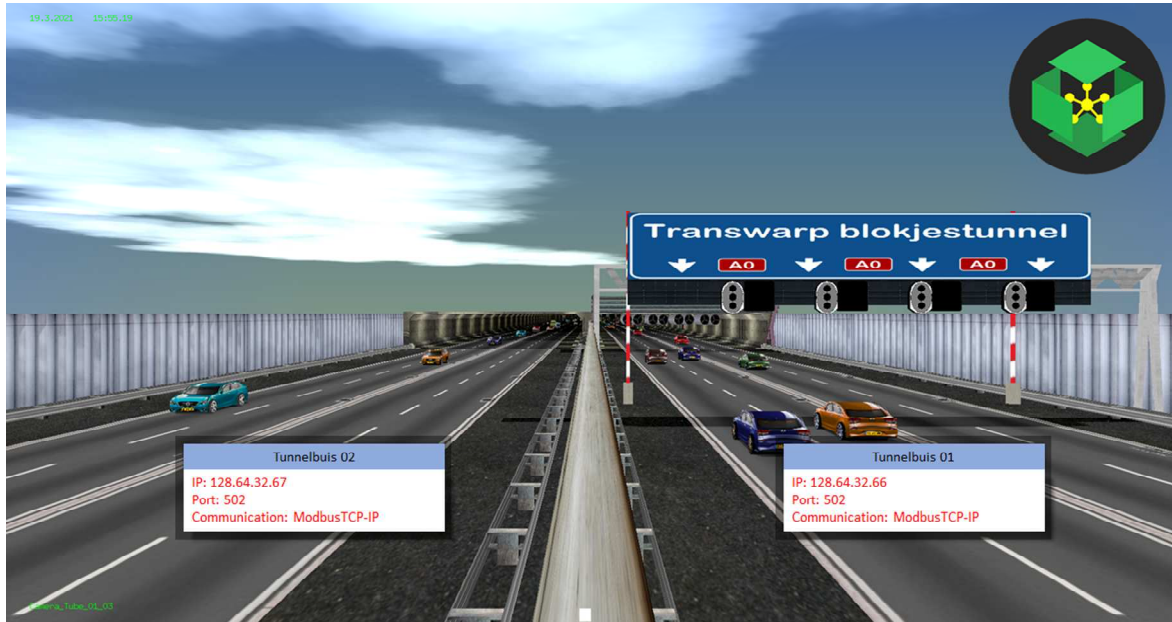 19.3.2021 15:55.19
Transwarp blokjestunnel
A0 A0 A0
Tunnelbuis 02
IP: 128.64.32.67
Port: 502
Communication: ModbusTCP-IP
Tunnelbuis 01
IP: 128.64.32.66
Port: 502
Communication: ModbusTCP-IP
Camera_Tube_01_03